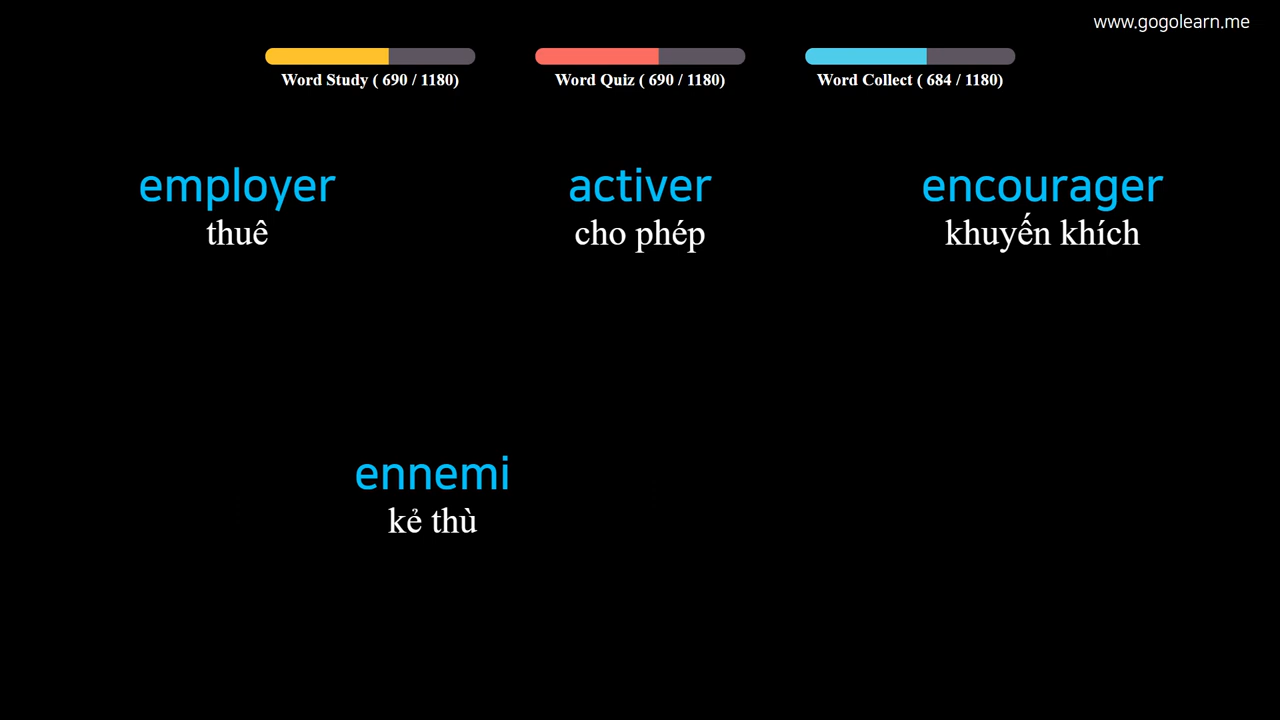 www.gogolearn.me
Word Study ( 690 / 1180)
Word Quiz ( 690 / 1180)
Word Collect ( 684 / 1180)
employer
thuê
activer
cho phép
encourager
khuyến khích
ennemi
kẻ thù